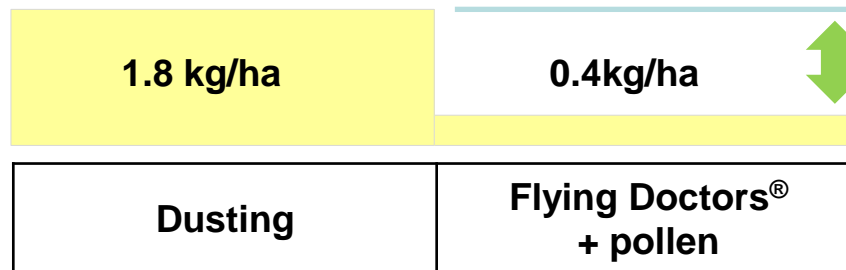 1.8 kg/ha
0.4kg/ha
Dusting
Flying Doctors®
+ pollen